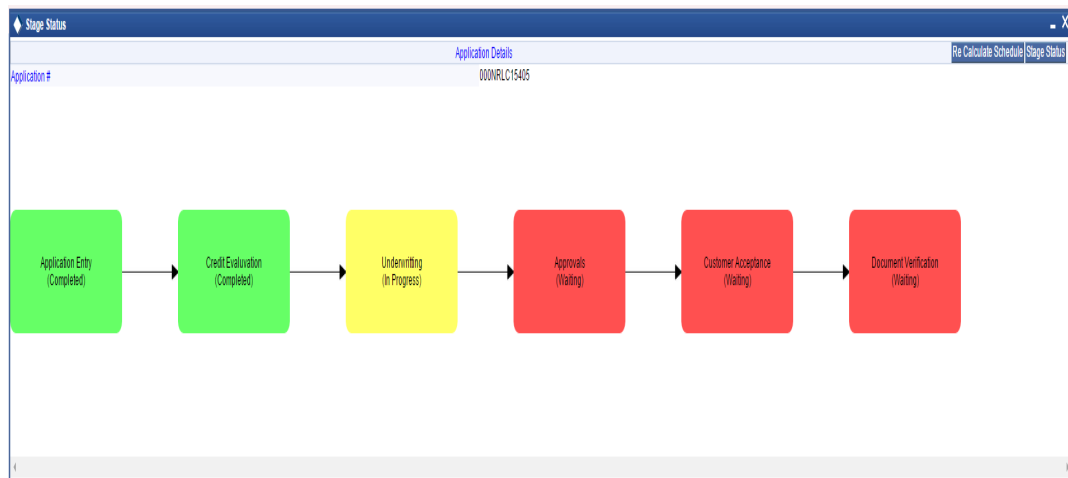 Stage Status
Application Details
Re Calculate Schedule Stage Status
Application # 000NRLC15405
Application Entry
(Completed)
Credit Evaluvation
(Completed)
Underwritting
(In Progress)
Approvals
(Waiting)
Customer Acceptance
(Waiting)
Document Verification
(Waiting)